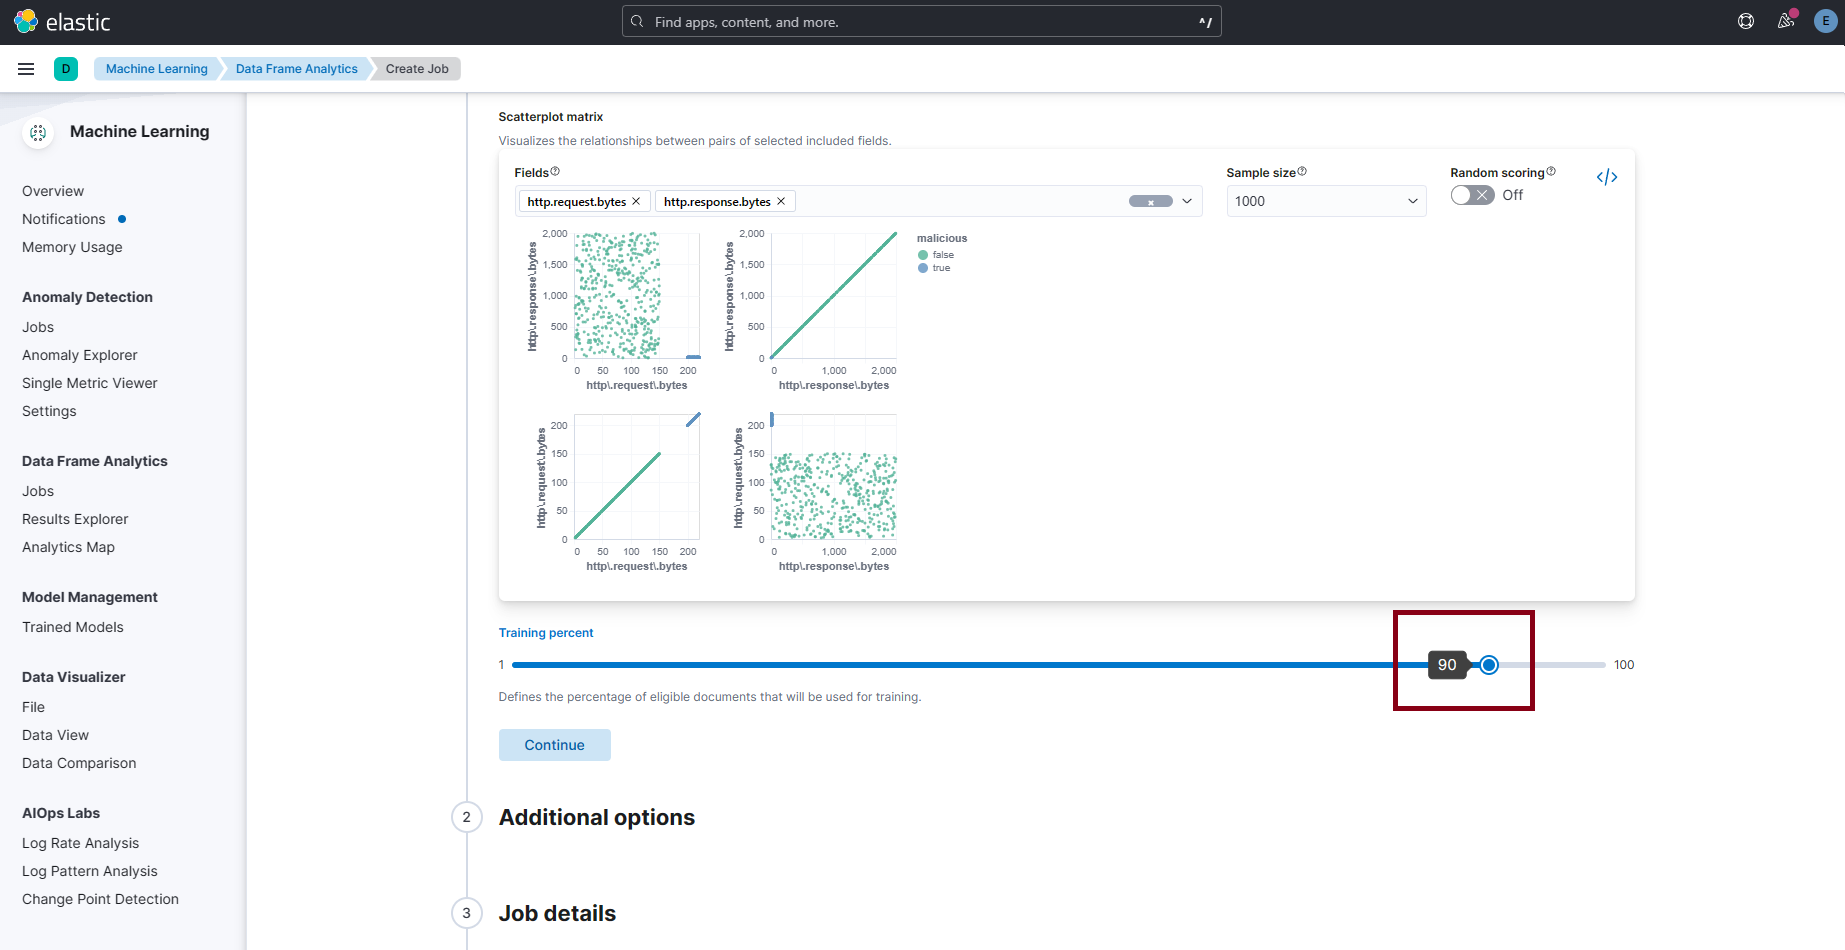 elastic
Find apps, content, and more.
^/
E
D
Machine Learning
Data Frame Analytics
Create Job
Machine Learning
Overview
Notifications
Memory Usage
Anomaly Detection
Jobs
Anomaly Explorer
Single Metric Viewer
Settings
Data Frame Analytics
Jobs
Results Explorer
Analytics Map
Model Management
Trained Models
Data Visualizer
File
Data View
Data Comparison
AIOps Labs
Log Rate Analysis
Log Pattern Analysis
Change Point Detection
Scatterplot matrix
Visualizes the relationships between pairs of selected included fields.
Fields
http.request.bytes
http.response.bytes
Sample size
1000
Random scoring
Off
http\.response\.bytes
2,000
1,500
1,000
500
0
0 50 100 150 200
http\.request\.bytes
http\.response\.bytes
2,000
1,500
1,000
500
0
0 1,000 2,000
http\.response\.bytes
malicious
false
true
http\.request\.bytes
200
150
100
50
0
0 50 100 150 200
http\.request\.bytes
http\.request\.bytes
200
150
100
50
0
0 1,000 2,000
http\.response\.bytes
Training percent
1
90
100
Defines the percentage of eligible documents that will be used for training.
Continue
2
Additional options
3
Job details